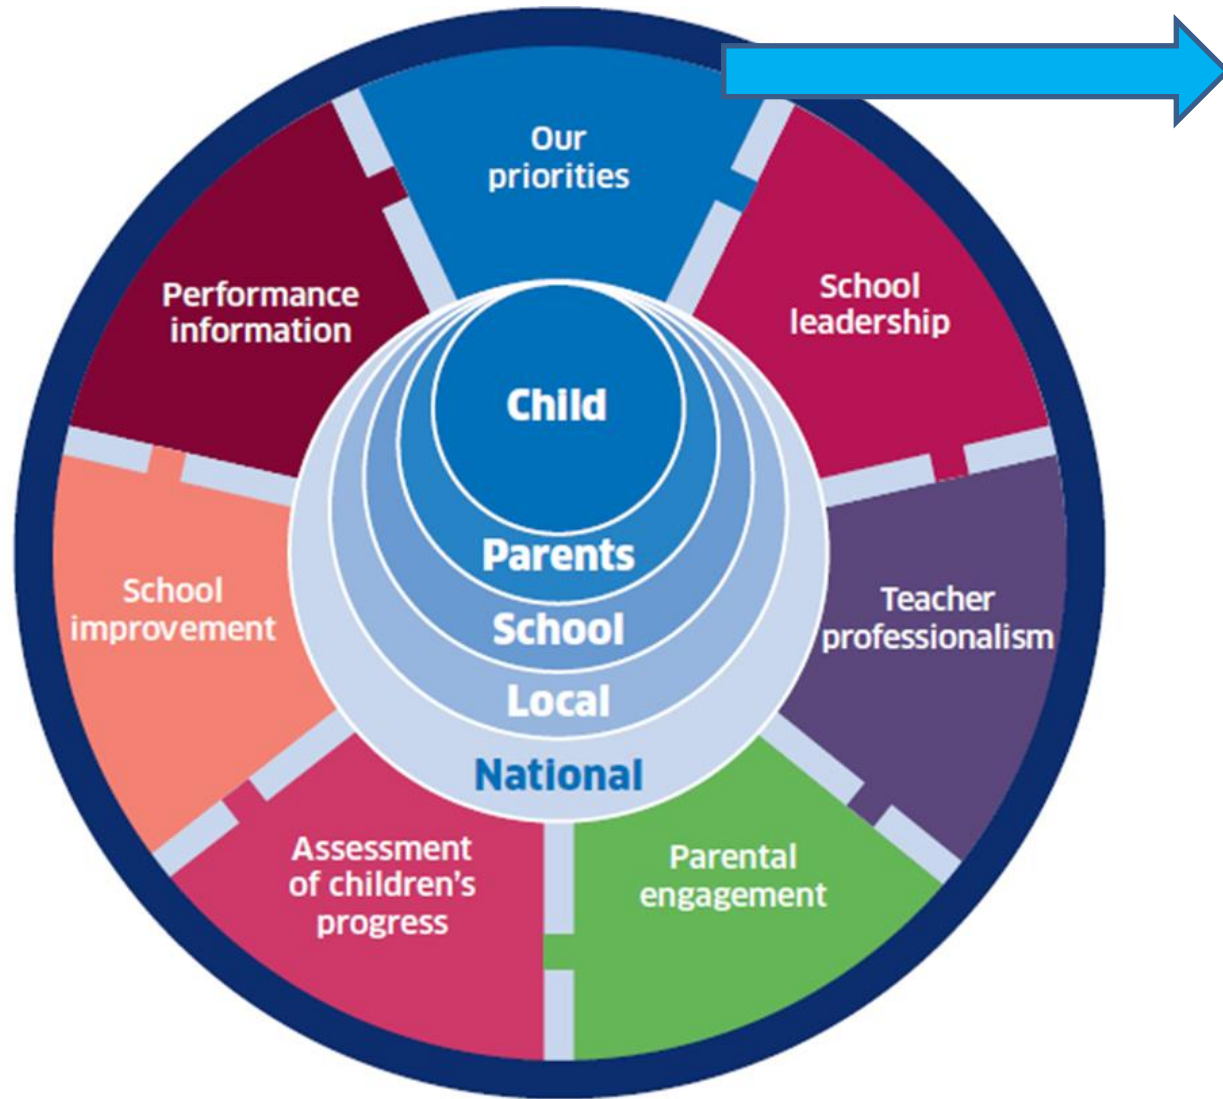 Our
priorities
School
leadership
Teacher
professionalism
Parental
engagement
Assessment
of children's
progress
School
improvement
Performance
information
Child
Parents
School
Local
National